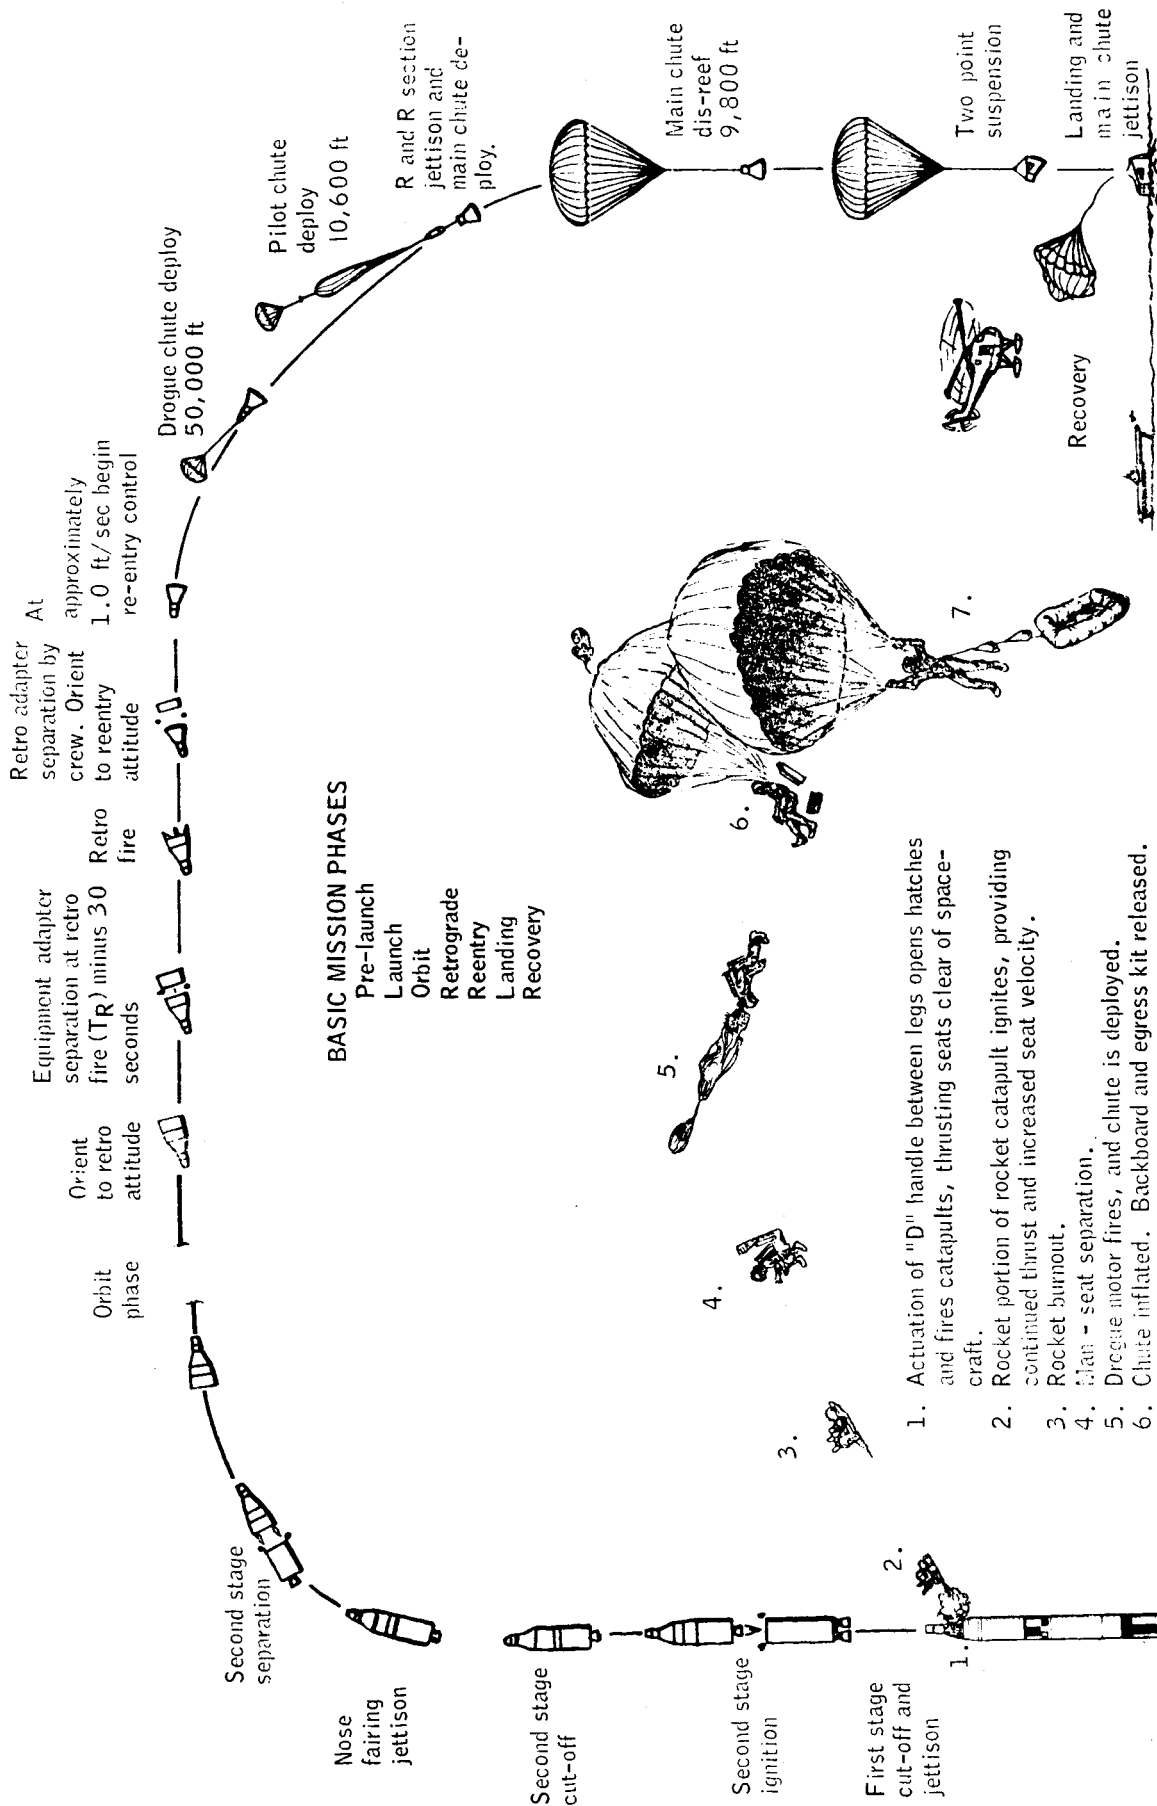 First stage
cut-off and
jettison
Second stage
ignition
Second stage
cut-off
Nose
fairing
jettison
Second stage
separation
Orbit
phase
Orient
to retro
attitude
Equipment adapter
separation at retro
fire (TR) minus 30
seconds
Retro
fire
Retro adapter
separation by
crew. Orient
to reentry
attitude
At
approximately
1.0 ft/sec begin
re-entry control
Drogue chute deploy
50,000 ft
Pilot chute
deploy
10,600 ft
R and R section
jettison and
main chute de-
ploy.
Main chute
dis-reef
9,800 ft
Two point
suspension
Landing and
main chute
jettison
Recovery
BASIC MISSION PHASES
Pre-launch
Launch
Orbit
Retrograde
Reentry
Landing
Recovery
1.
2.
3.
4.
5.
6.
7.
1. Actuation of "D" handle between legs opens hatches
and fires catapults, thrusting seats clear of space-
craft.
2. Rocket portion of rocket catapult ignites, providing
continued thrust and increased seat velocity.
3. Rocket burnout.
4. Man - seat separation.
5. Drogue motor fires, and chute is deployed.
6. Chute inflated. Backboard and egress kit released.